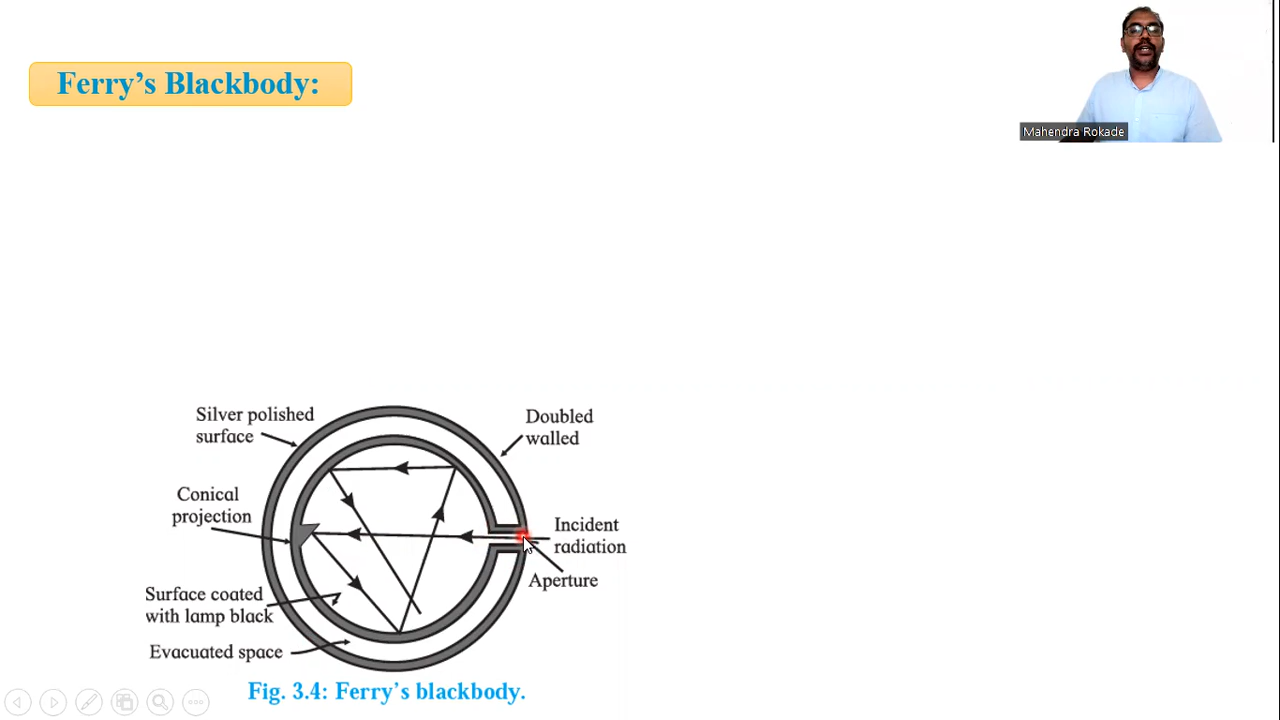 Ferry's Blackbody:
Mahendra Rokade
Silver polished
surface
Doubled
walled
Conical
projection
Incident
radiation
Aperture
Surface coated
with lamp black
Evacuated space
Fig. 3.4: Ferry's blackbody.